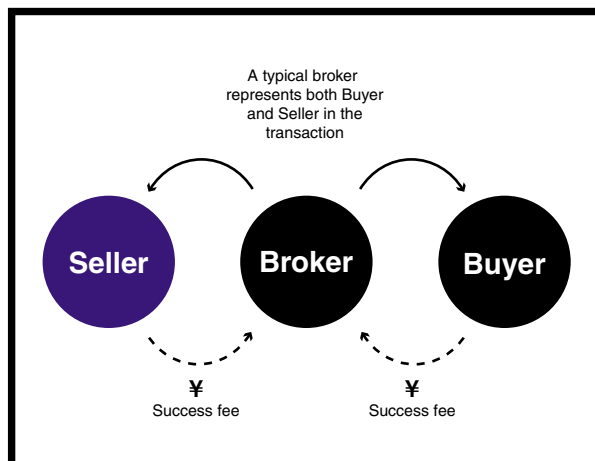 A typical broker
represents both Buyer
and Seller in the
transaction
Seller
Broker
Buyer
¥
Success fee
¥
Success fee